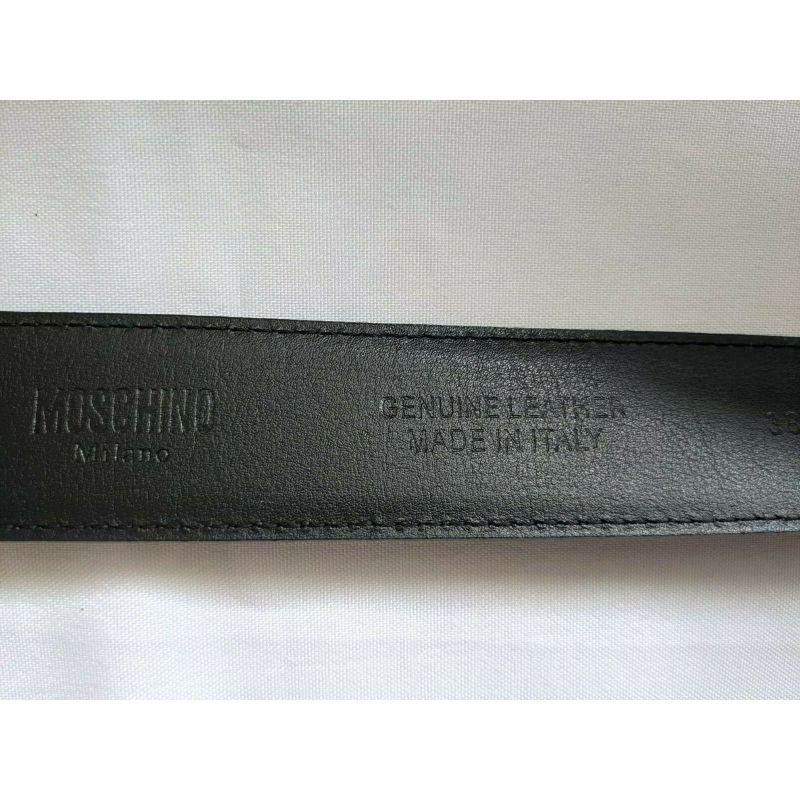 MOSCHINO
Milano
GENUINE LEATHER
MADE IN ITALY